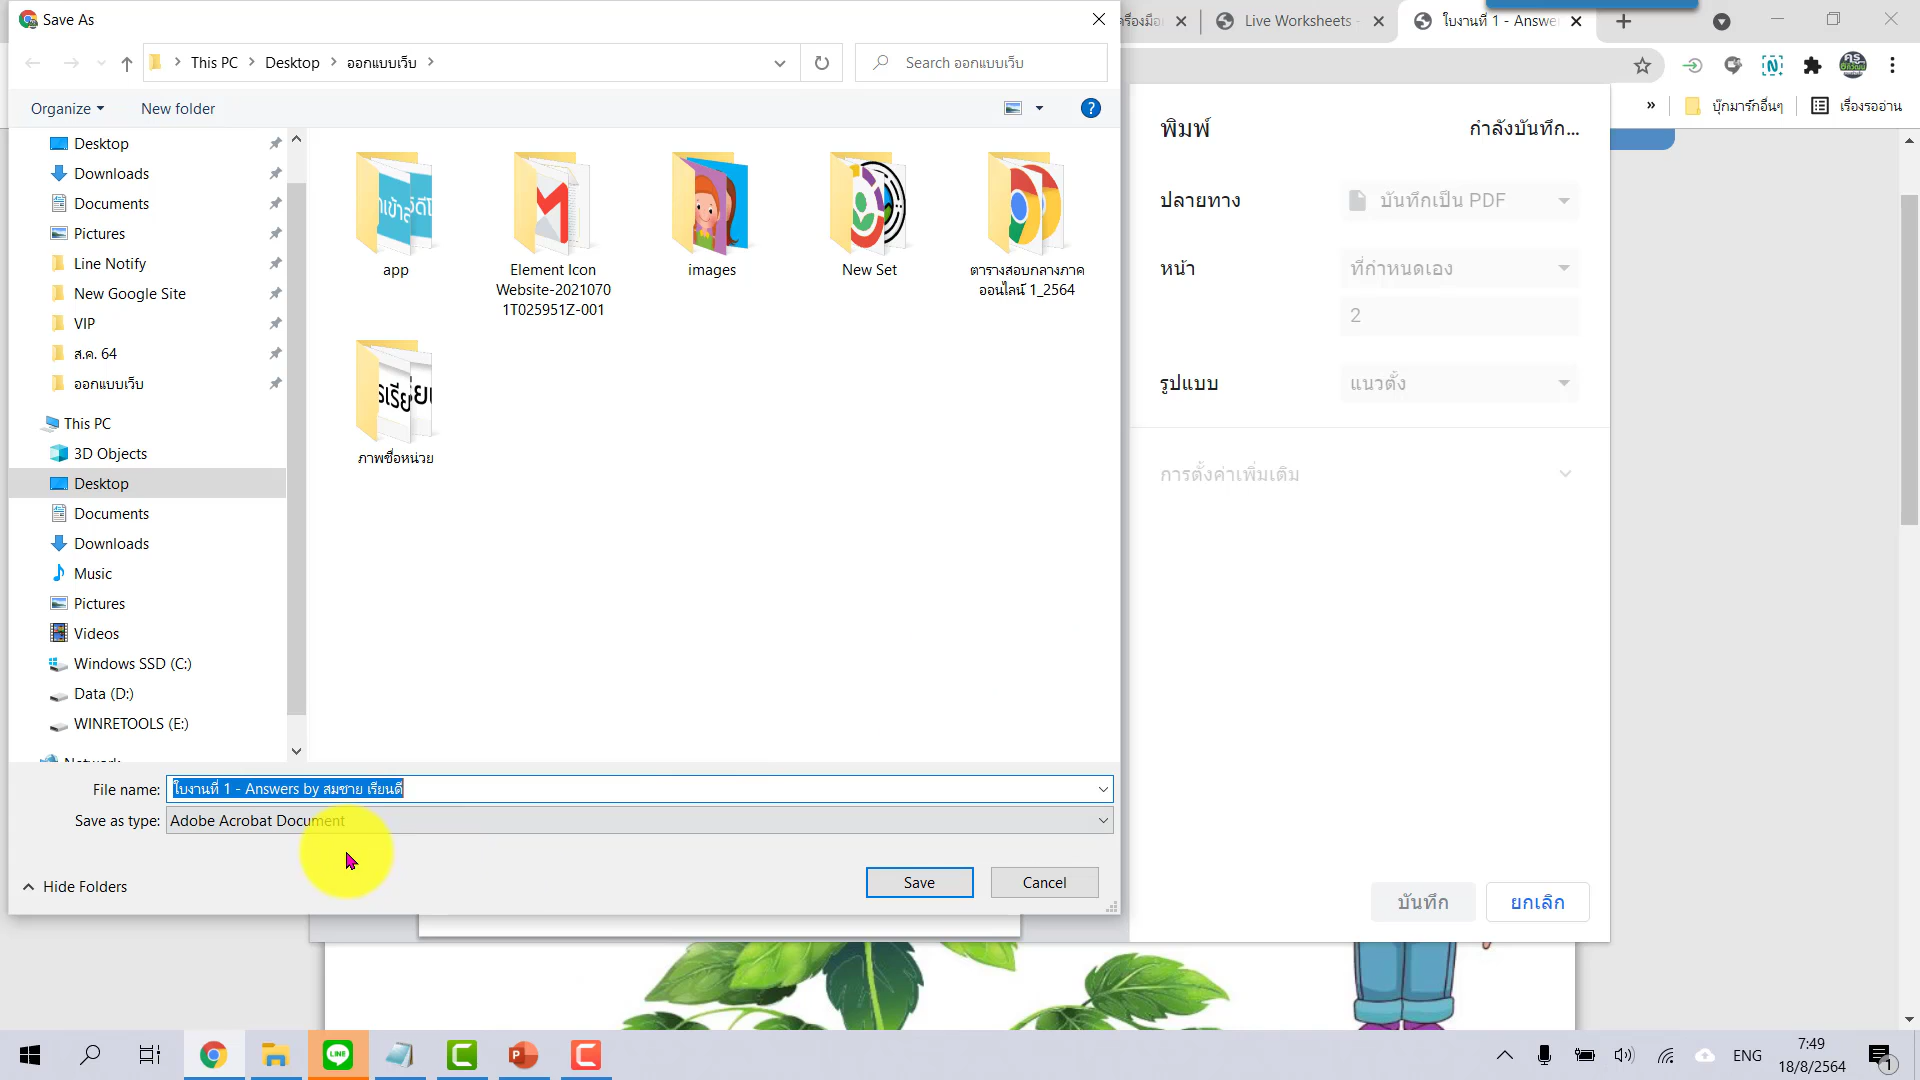 Save As
This PC
Desktop
ออกแบบเว็บ
Search ออกแบบเว็บ
Organize
New folder
Desktop
Downloads
Documents
Pictures
Line Notify
New Google Site
VIP
ส.ค. 64
ออกแบบเว็บ
This PC
3D Objects
Desktop
Documents
Downloads
Music
Pictures
Videos
Windows SSD (C:)
Data (D:)
WINRETOOLS (E:)
app
Element Icon
Website-2021070
1T025951Z-001
images
New Set
ตารางสอบกลางภาค
ออนไลน์ 1_2564
ภาพชื่อหน่วย
File name:
ใบงานที่ 1 - Answers by สมชาย เรียนดี
Save as type:
Adobe Acrobat Document
Hide Folders
Save
Cancel
Live Worksheets -
ใบงานที่ 1 - Answe
»
บุ๊กมาร์กอื่นๆ
เรื่องรออ่าน
พิมพ์
กำลังบันทึก...
ปลายทาง
บันทึกเป็น PDF
หน้า
ที่กำหนดเอง
2
รูปแบบ
แนวตั้ง
การตั้งค่าเพิ่มเติม
บันทึก
ยกเลิก
ENG
7:49
18/8/2564
1